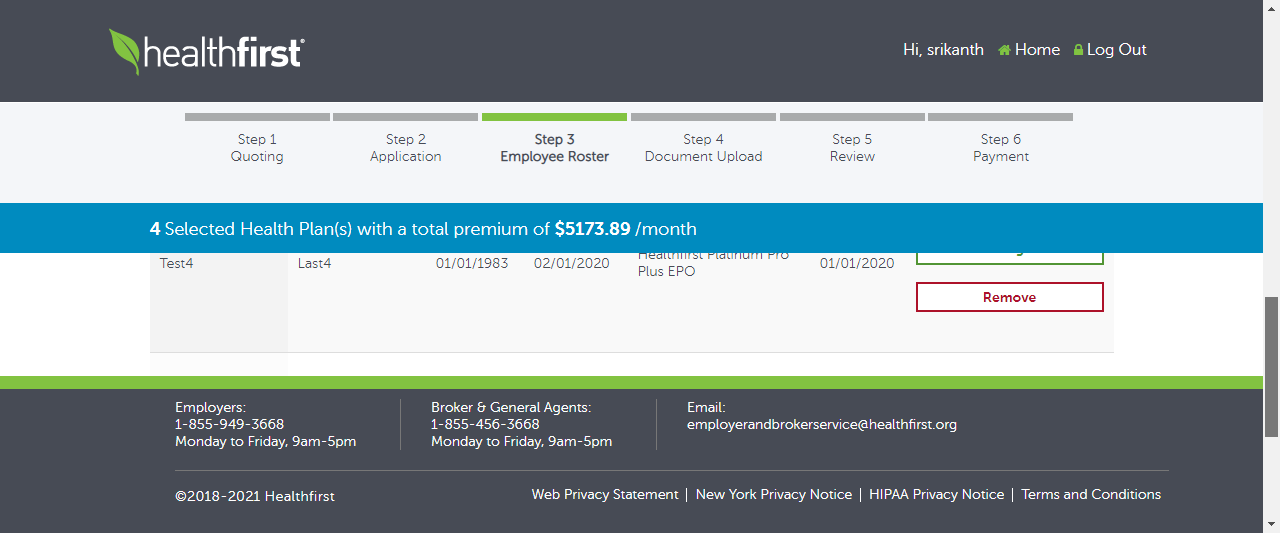 healthfirst®
Hi, srikanth Home Log Out
Step 1
Quoting
Step 2
Application
Step 3
Employee Roster
Step 4
Document Upload
Step 5
Review
Step 6
Payment
4 Selected Health Plan(s) with a total premium of $5173.89 /month
Test4 Last4 01/01/1983 02/01/2020
Healthfirst Platinum Pro
Plus EPO
01/01/2020
Remove
Employers:
1-855-949-3668
Monday to Friday, 9am-5pm
Broker & General Agents:
1-855-456-3668
Monday to Friday, 9am-5pm
Email:
employerandbrokerservice@healthfirst.org
©2018-2021 Healthfirst
Web Privacy Statement | New York Privacy Notice | HIPAA Privacy Notice | Terms and Conditions